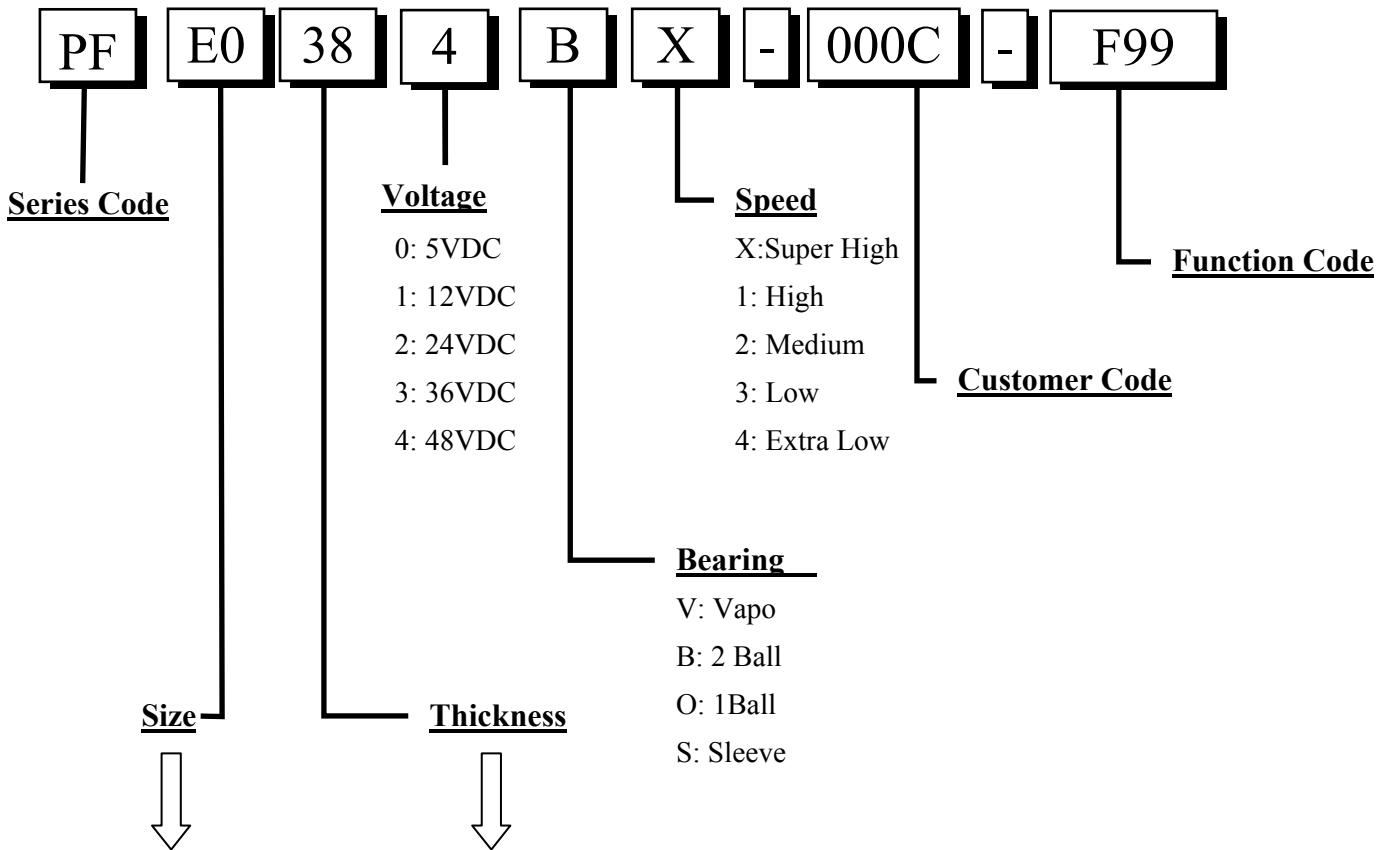 PF E0 38 4 B X - 000C - F99
Series Code
Voltage
0: 5VDC
1: 12VDC
2: 24VDC
3: 36VDC
4: 48VDC
Speed
X:Super High
1: High
2: Medium
3: Low
4: Extra Low
Function Code
Customer Code
Bearing
V: Vapo
B: 2 Ball
O: 1Ball
S: Sleeve
Size
Thickness